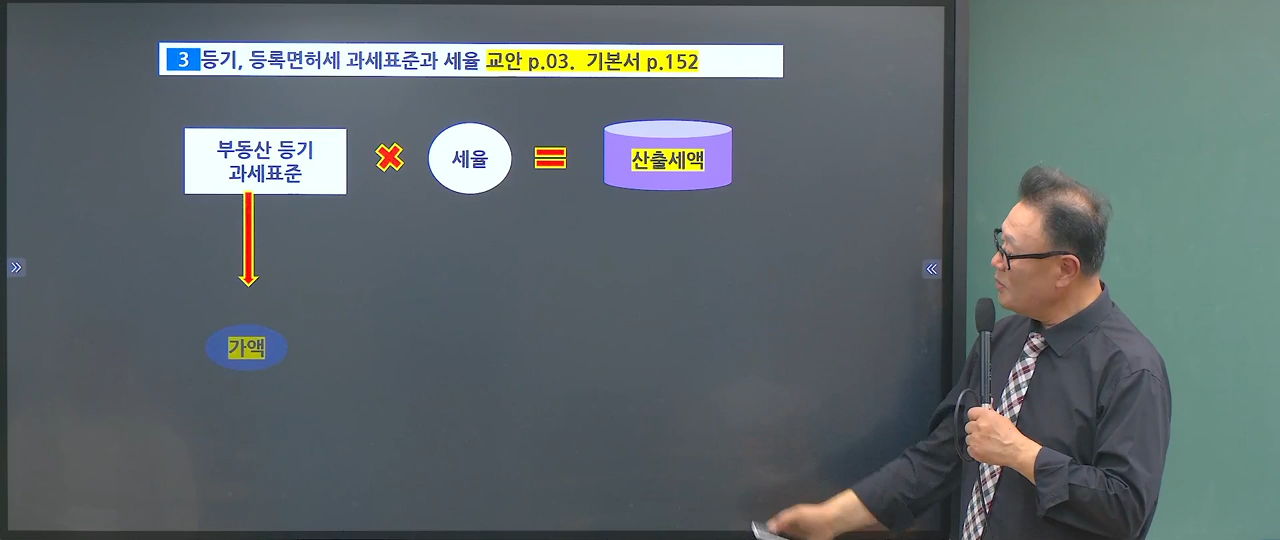 3 등기, 등록면허세 과세표준과 세율 교안 p.03. 기본서 p.152
부동산 등기
과세표준
세율
산출세액
가액